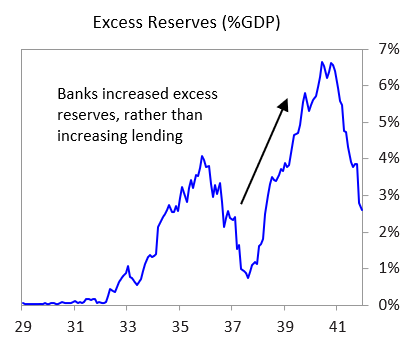 Excess Reserves (%GDP)
7%
Banks increased excess
reserves, rather than
increasing lending
6%
5%
4%
3%
2%
1%
0%
29 31 33 35 37 39 41